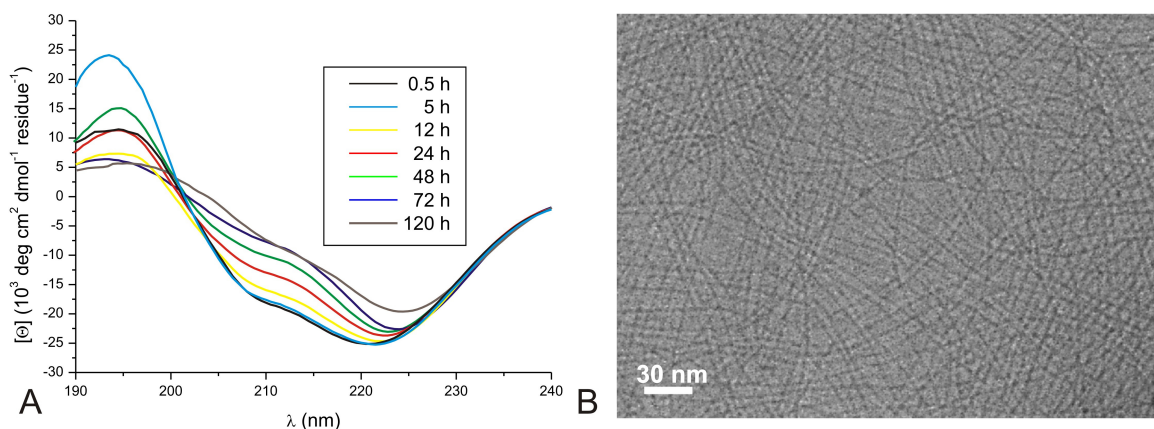 30
25
20
15
10
5
0
-5
-10
-15
-20
-25
-30
[Θ] (10³ deg cm² dmol⁻¹ residue⁻¹)
0.5 h
5 h
12 h
24 h
48 h
72 h
120 h
190 200 210 220 230 240
λ (nm)
A
30 nm
B